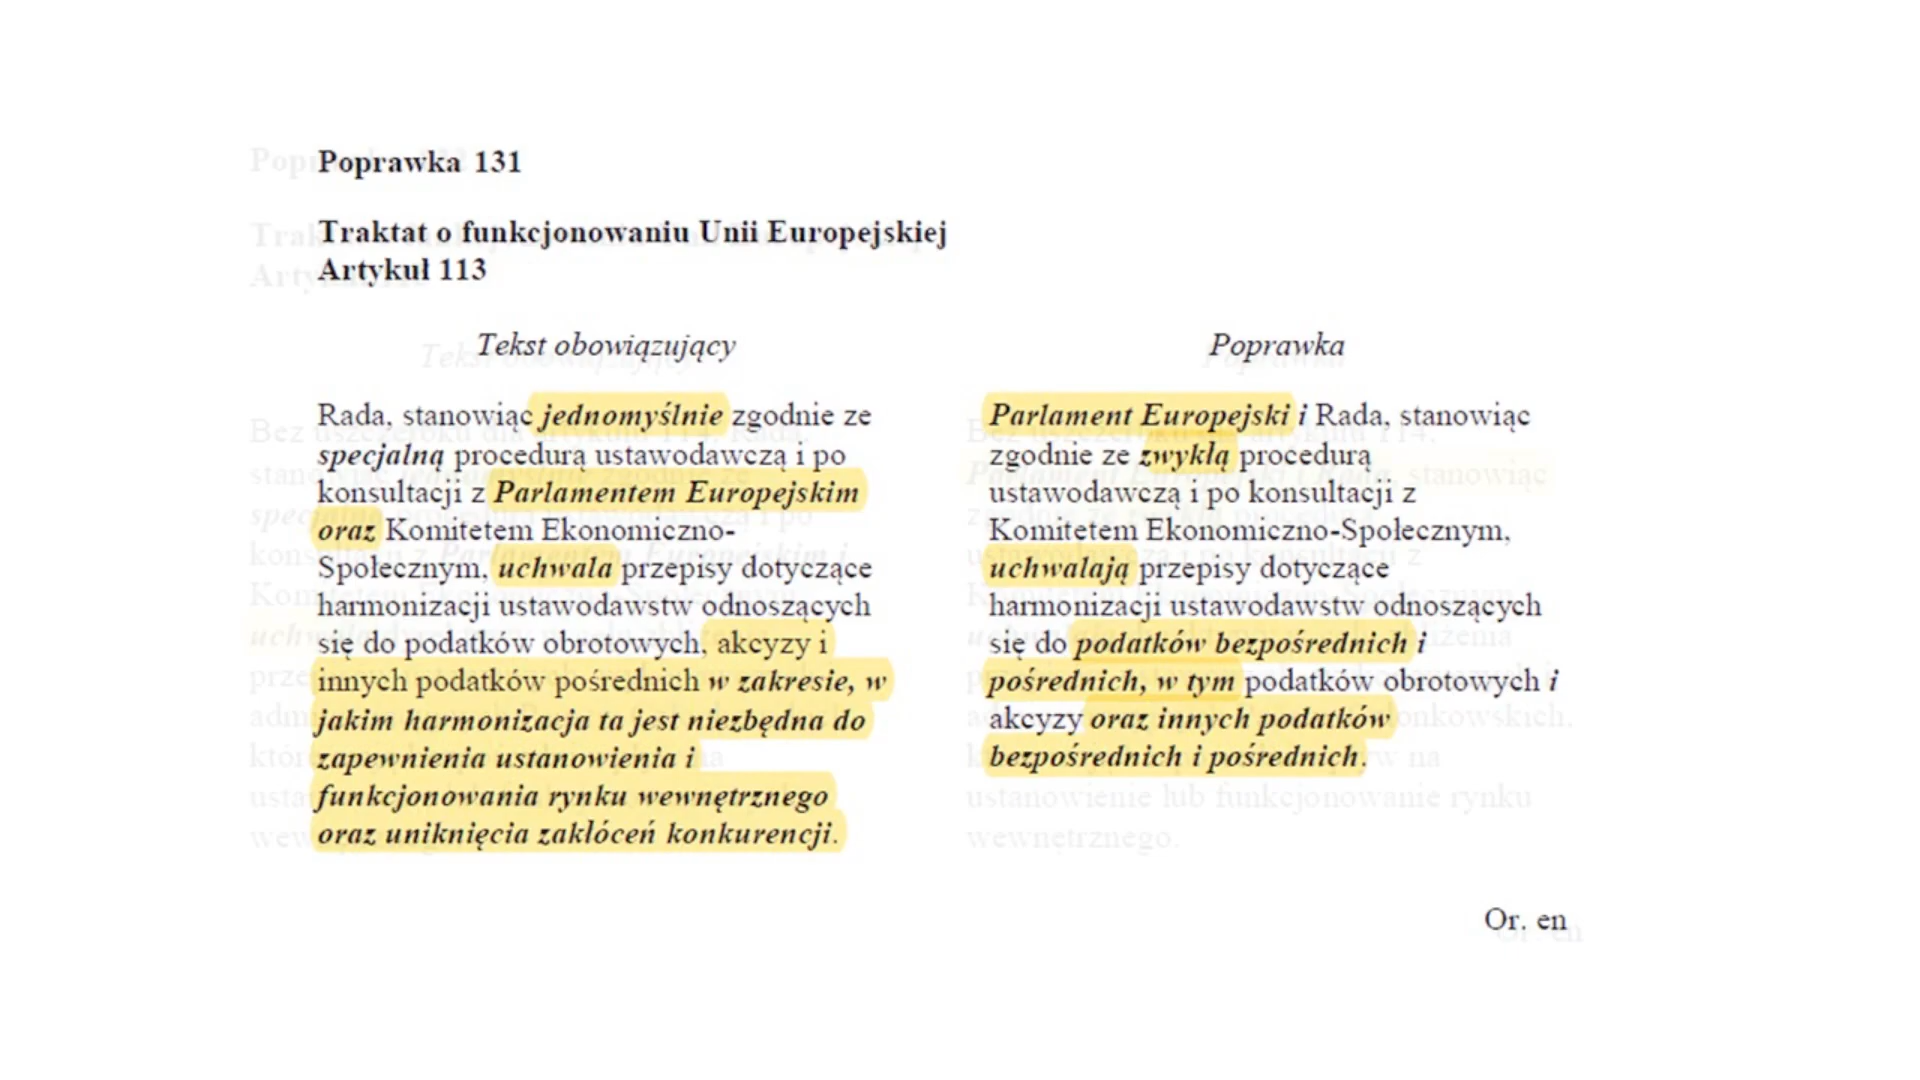 Poprawka 131
Traktat o funkcjonowaniu Unii Europejskiej
Artykuł 113
Tekst obowiązujący
Rada, stanowiąc jednomyślnie zgodnie ze
specjalną procedurą ustawodawczą i po
konsultacji z Parlamentem Europejskim
oraz Komitetem Ekonomiczno-
Społecznym, uchwala przepisy dotyczące
harmonizacji ustawodawstw odnoszących
się do podatków obrotowych, akcyzy i
innych podatków pośrednich w zakresie, w
jakim harmonizacja ta jest niezbędna do
zapewnienia ustanowienia i
funkcjonowania rynku wewnętrznego
oraz uniknięcia zakłóceń konkurencji.
Poprawka
Parlament Europejski i Rada, stanowiąc
zgodnie ze zwykłą procedurą
ustawodawczą i po konsultacji z
Komitetem Ekonomiczno-Społecznym,
uchwalają przepisy dotyczące
harmonizacji ustawodawstw odnoszących
się do podatków bezpośrednich i
pośrednich, w tym podatków obrotowych i
akcyzy oraz innych podatków
bezpośrednich i pośrednich.
Or. en